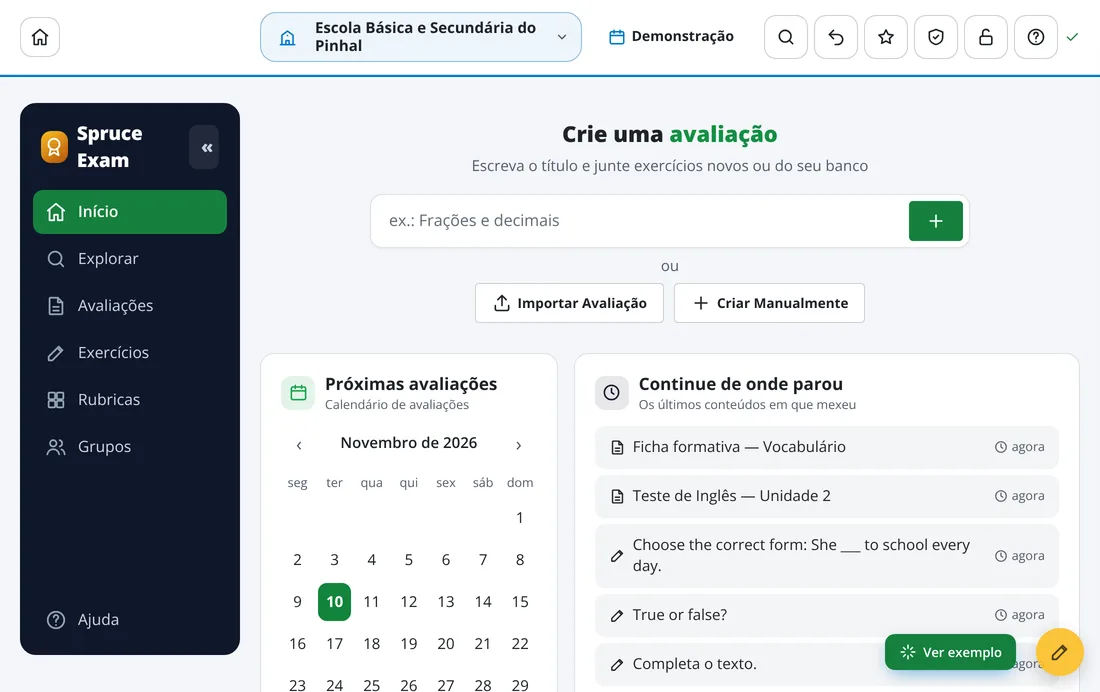 Escola Básica e Secundária do
Pinhal
Demonstração
Spruce
Exam
«
Início
Explorar
Avaliações
Exercícios
Rubricas
Grupos
Ajuda
Crie uma avaliação
Escreva o título e junte exercícios novos ou do seu banco
ex.: Frações e decimais
ou
Importar Avaliação
Criar Manualmente
Próximas avaliações
Calendário de avaliações
‹ Novembro de 2026 ›
seg ter qua qui sex sáb dom
1
2 3 4 5 6 7 8
9 10 11 12 13 14 15
16 17 18 19 20 21 22
23 24 25 26 27 28 29
Continue de onde parou
Os últimos conteúdos em que mexeu
Ficha formativa — Vocabulário agora
Teste de Inglês — Unidade 2 agora
Choose the correct form: She ___ to school every
day.
agora
True or false? agora
Completa o texto. agora
Ver exemplo